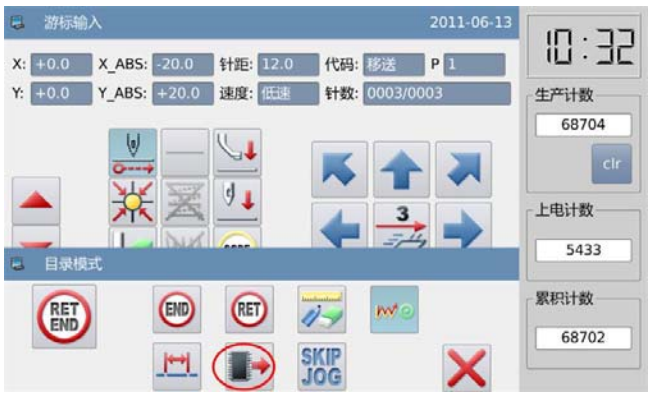 游标输入 2011-06-13
10:32
X: +0.0 X_ABS: -20.0 针距: 12.0 代码: 移送 P 1
Y: +0.0 Y_ABS: +20.0 速度: 低速 针数: 0003/0003
生产计数
68704
clr
3
上电计数
5433
目录模式
RET
END
END
RET
累积计数
68702
SKIP
JOG